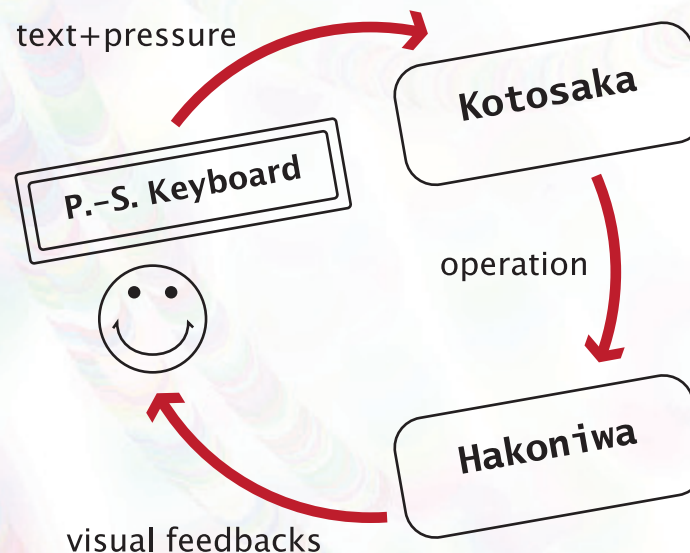 text+pressure
Kotosaka
P.-S. Keyboard
operation
Hakoniwa
visual feedbacks